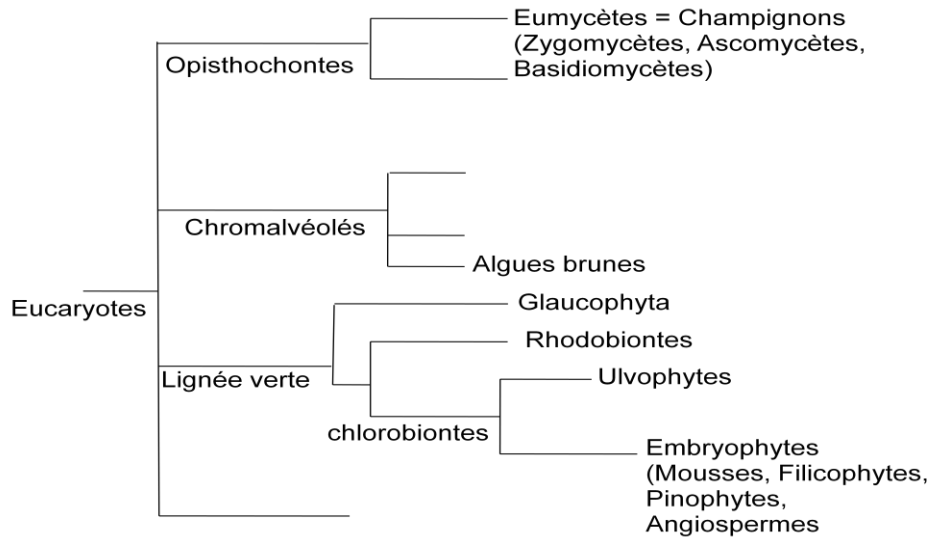 Eumycètes = Champignons
(Zygomycètes, Ascomycètes,
Basidiomycètes)
Opisthochontes
Chromalvéolés
Algues brunes
Eucaryotes
Glaucophyta
Rhodobiontes
Lignée verte
Ulvophytes
chlorobiontes
Embryophytes
(Mousses, Filicophytes,
Pinophytes,
Angiospermes